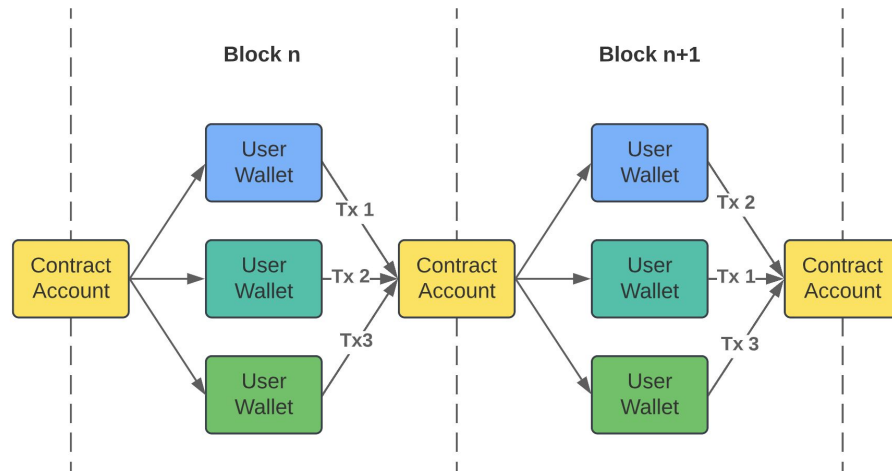 Block n
Block n+1
User
Wallet
User
Wallet
Tx 1
Tx 2
Contract
Account
User
Wallet
Tx 2
Contract
Account
User
Wallet
Tx 1
Contract
Account
Tx3
Tx 3
User
Wallet
User
Wallet